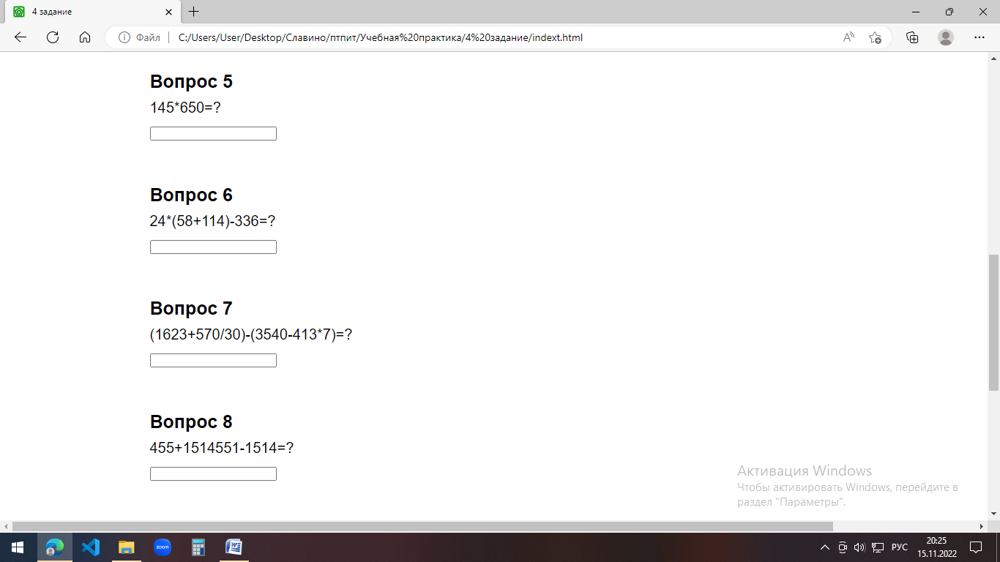 4 задание
Файл
C:/Users/User/Desktop/Славино/птпит/Учебная%20практика/4%20задание/indext.html
Вопрос 5
145*650=?
Вопрос 6
24*(58+114)-336=?
Вопрос 7
(1623+570/30)-(3540-413*7)=?
Вопрос 8
455+1514551-1514=?
Активация Windows
Чтобы активировать Windows, перейдите в
раздел "Параметры".
zoom
W
РУС
20:25
15.11.2022